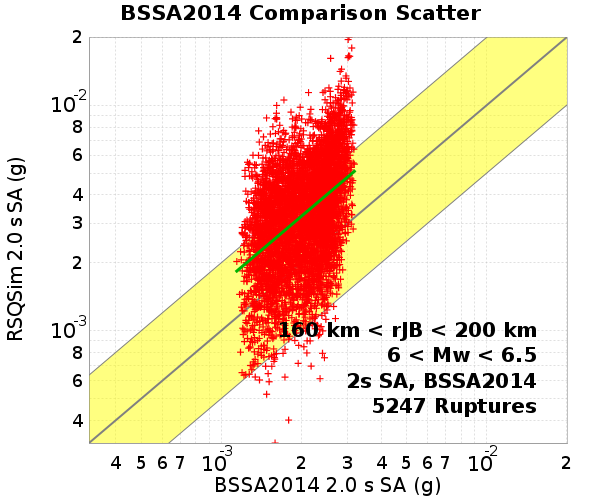 BSSA2014 Comparison Scatter
RSQSim 2.0 s SA (g)
2
10-2
8
6
4
3
2
10-3
8
6
4
160 km < rJB < 200 km
6 < Mw < 6.5
2s SA, BSSA2014
5247 Ruptures
4 5 6 7 10-3 2 3 4 5 6 7 10-2 2
BSSA2014 2.0 s SA (g)